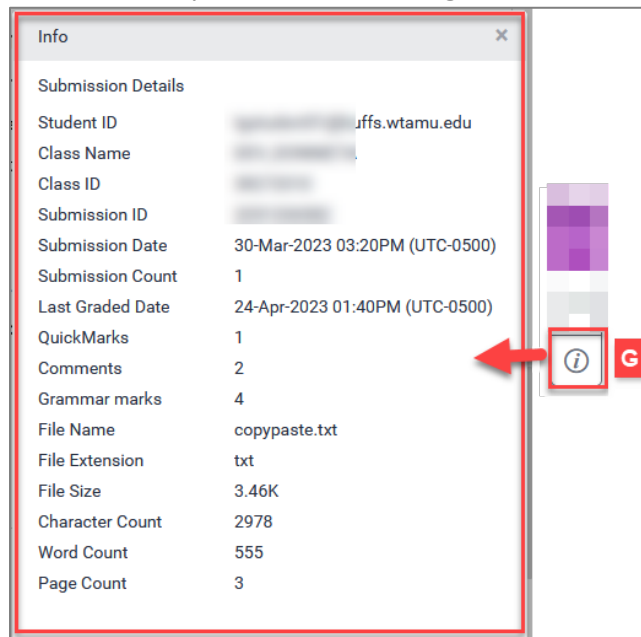 Info ×
Submission Details
Student ID uffs.wtamu.edu
Class Name
Class ID
Submission ID
Submission Date 30-Mar-2023 03:20PM (UTC-0500)
Submission Count 1
Last Graded Date 24-Apr-2023 01:40PM (UTC-0500)
QuickMarks 1
Comments 2
Grammar marks 4
File Name copypaste.txt
File Extension txt
File Size 3.46K
Character Count 2978
Word Count 555
Page Count 3
i
G